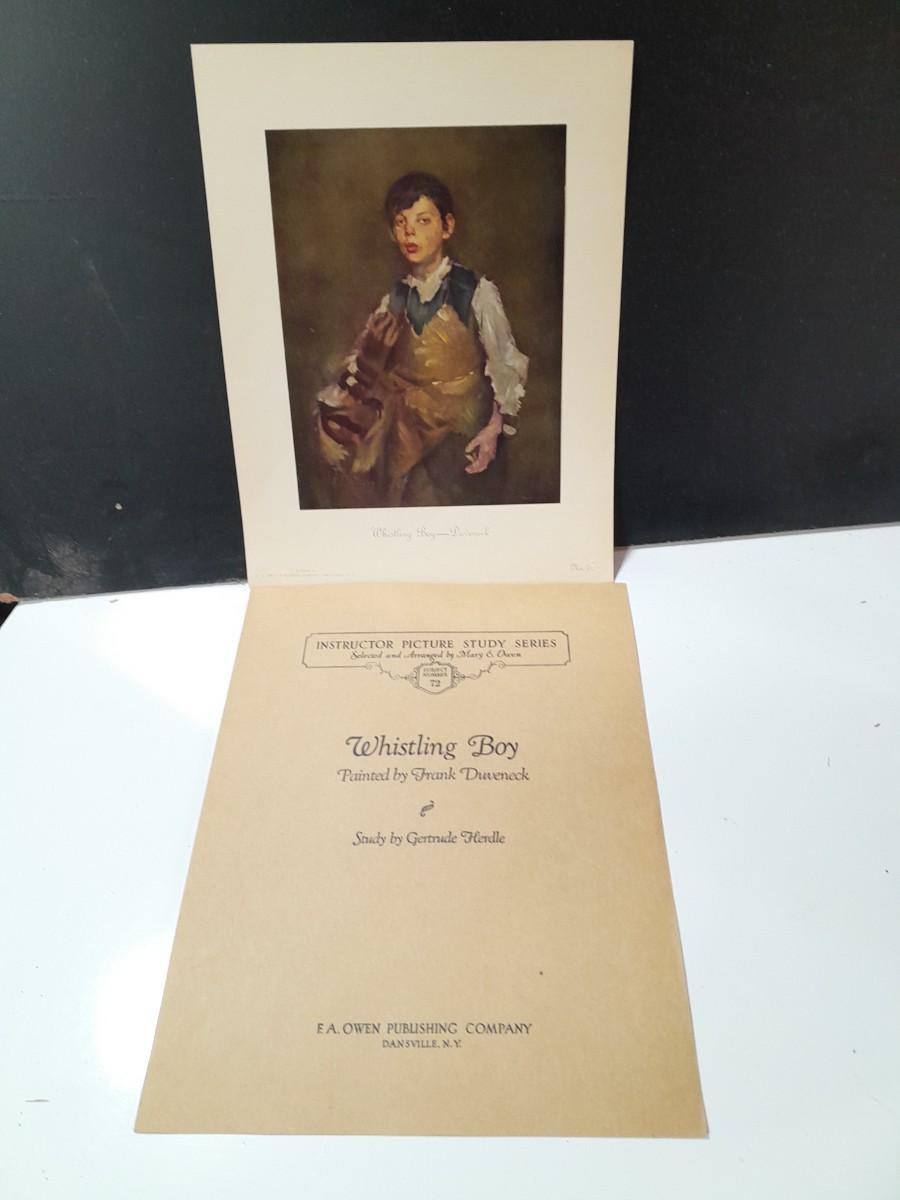 Whistling Boy—Duveneck
INSTRUCTOR PICTURE STUDY SERIES
Selected and Arranged by Mary E. Owen
SUBJECT
NUMBER
72
Whistling Boy
Painted by Frank Duveneck
Study by Gertrude Herdle
F. A. OWEN PUBLISHING COMPANY
DANSVILLE, N. Y.